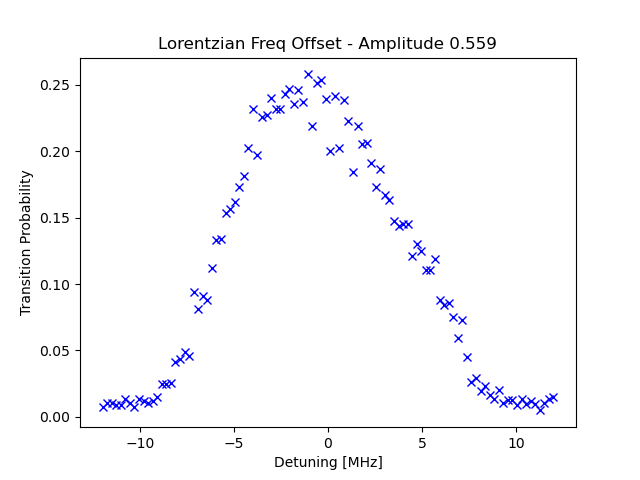 Lorentzian Freq Offset - Amplitude 0.559
Transition Probability
0.25
0.20
0.15
0.10
0.05
0.00
−10 −5 0 5 10
Detuning [MHz]